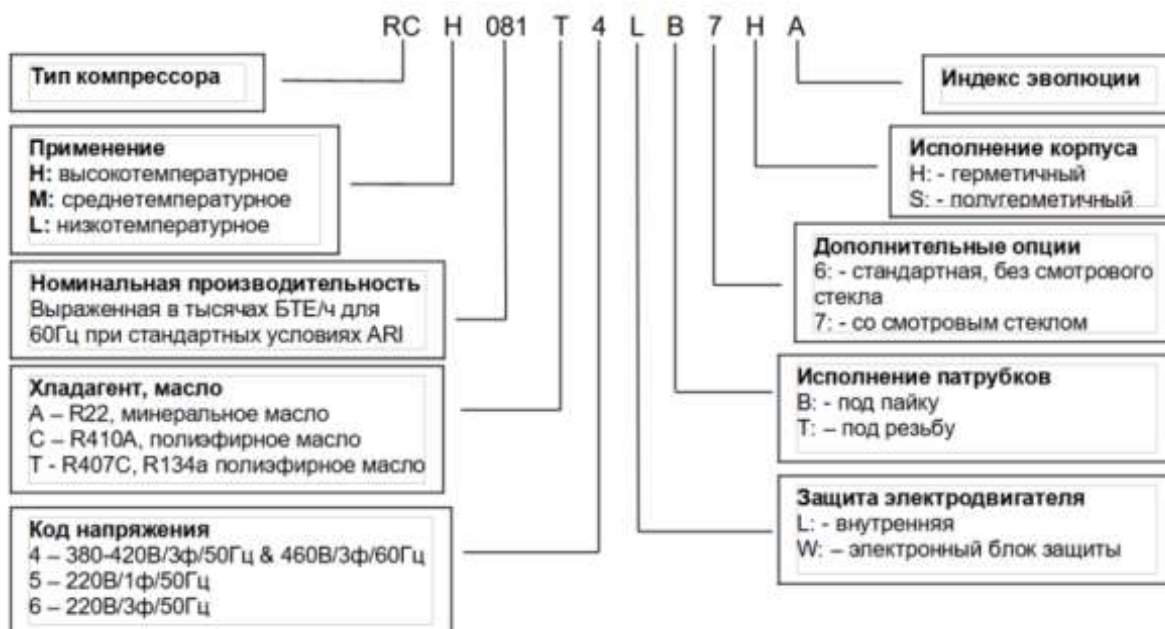 RC H 081 T 4 L B 7 H A
Тип компрессора
Применение
H: высокотемпературное
M: среднетемпературное
L: низкотемпературное
Номинальная производительность
Выраженная в тысячах БТЕ/ч для
60Гц при стандартных условиях ARI
Хладагент, масло
A – R22, минеральное масло
C – R410A, полиэфирное масло
T - R407C, R134a полиэфирное масло
Код напряжения
4 – 380-420В/3ф/50Гц & 460В/3ф/60Гц
5 – 220В/1ф/50Гц
6 – 220В/3ф/50Гц
Индекс эволюции
Исполнение корпуса
H: - герметичный
S: - полугерметичный
Дополнительные опции
6: - стандартная, без смотрового
стекла
7: - со смотровым стеклом
Исполнение патрубков
B: - под пайку
T: – под резьбу
Защита электродвигателя
L: - внутренняя
W: – электронный блок защиты